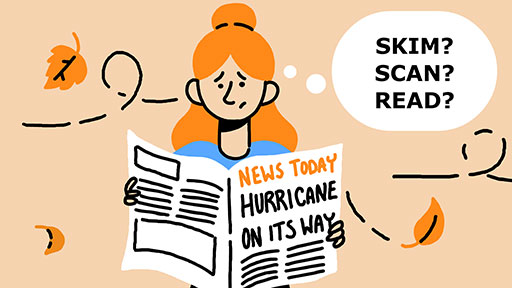 SKIM?
SCAN?
READ?
NEWS TODAY
HURRICANE
ON ITS WAY